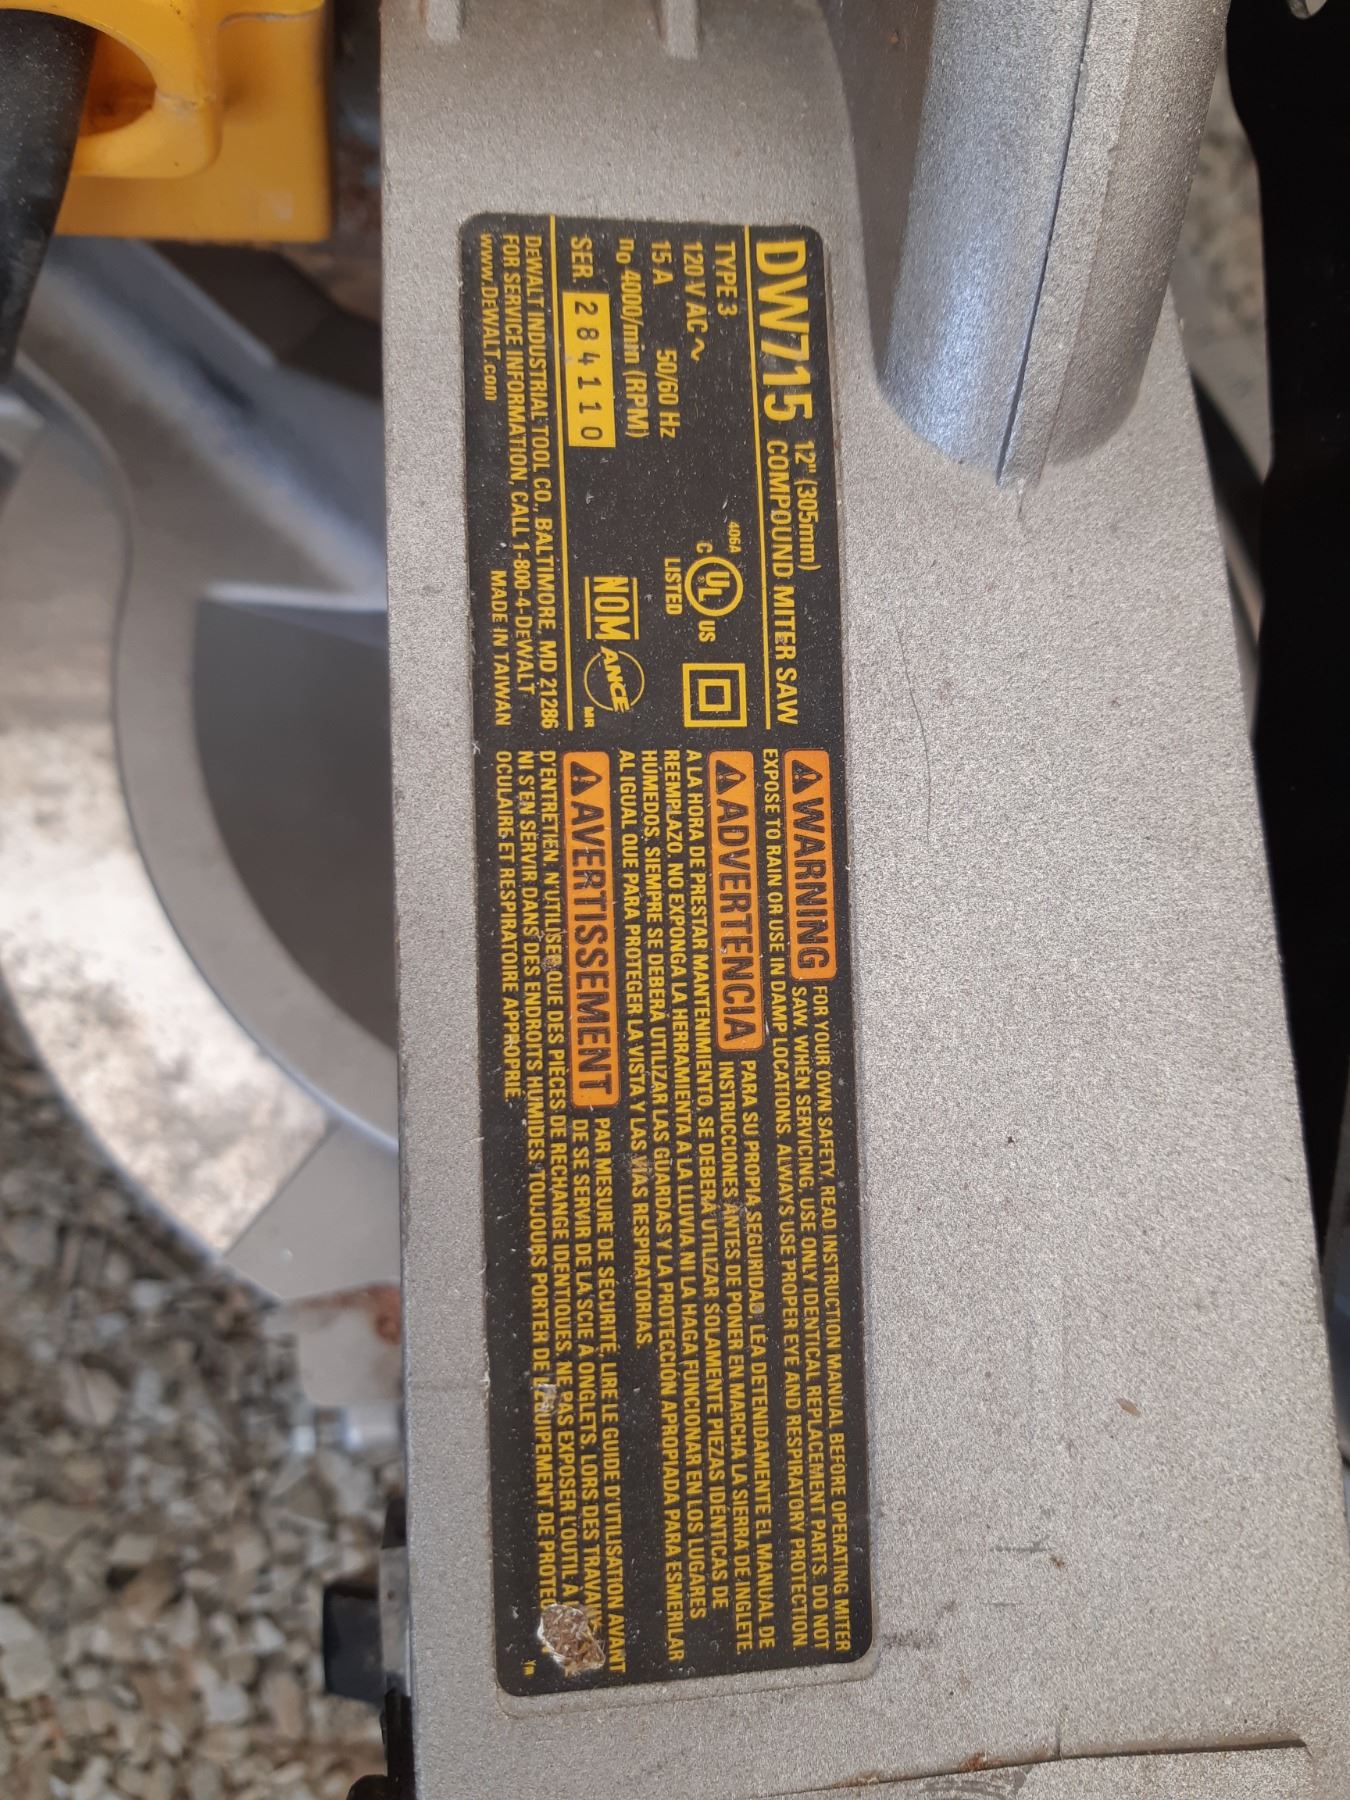 DW715 12" (305mm)
COMPOUND MITER SAW
TYPE 3
120 V AC ~
15 A 50/60 Hz
n0 4000/min (RPM)
SER. 284110
406A
C UL US
LISTED
NOM
ANCE
MR
DEWALT INDUSTRIAL TOOL CO., BALTIMORE, MD 21286
FOR SERVICE INFORMATION, CALL 1-800-4-DEWALT
www.DEWALT.com MADE IN TAIWAN
⚠WARNING FOR YOUR OWN SAFETY, READ INSTRUCTION MANUAL BEFORE OPERATING MITER
SAW. WHEN SERVICING, USE ONLY IDENTICAL REPLACEMENT PARTS. DO NOT
EXPOSE TO RAIN OR USE IN DAMP LOCATIONS. ALWAYS USE PROPER EYE AND RESPIRATORY PROTECTION
⚠ADVERTENCIA PARA SU PROPIA SEGURIDAD, LEA DETENDAMENTE EL MANUAL DE
INSTRUCCIONES ANTES DE PONER EN MARCHA LA SIERRA DE INGLETE.
A LA HORA DE PRESTAR MANTENIMIENTO, SE DEBERA UTILIZAR SOLAMENTE PIEZAS IDENTICAS DE
REEMPLAZO. NO EXPONGA LA HERRAMIENTA A LA LLUVIA NI LA HAGA FUNCIONAR EN LOS LUGARES
HÚMEDOS. SIEMPRE SE DEBERA UTILIZAR LAS GUARDAS Y LA PROTECCION APROPIADA PARA ESMERILAR
AL IGUAL QUE PARA PROTEGER LA VISTA Y LAS VIAS RESPIRATORIAS.
⚠AVERTISSEMENT PAR MESURE DE SÉCURITÉ, LIRE LE GUIDE D'UTILISATION AVANT
DE SE SERVIR DE LA SCIE À ONGLETS. LORS DES TRAVAUX
D'ENTRETIEN, N'UTILISER QUE DES PIÈCES DE RECHANGE IDENTIQUES. NE PAS EXPOSER L'OUTIL À
NI S'EN SERVIR DANS DES ENDROITS HUMIDES. TOUJOURS PORTER DE L'ÉQUIPEMENT DE
OCULAIRE ET RESPIRATOIRE APPROPRIÉ.